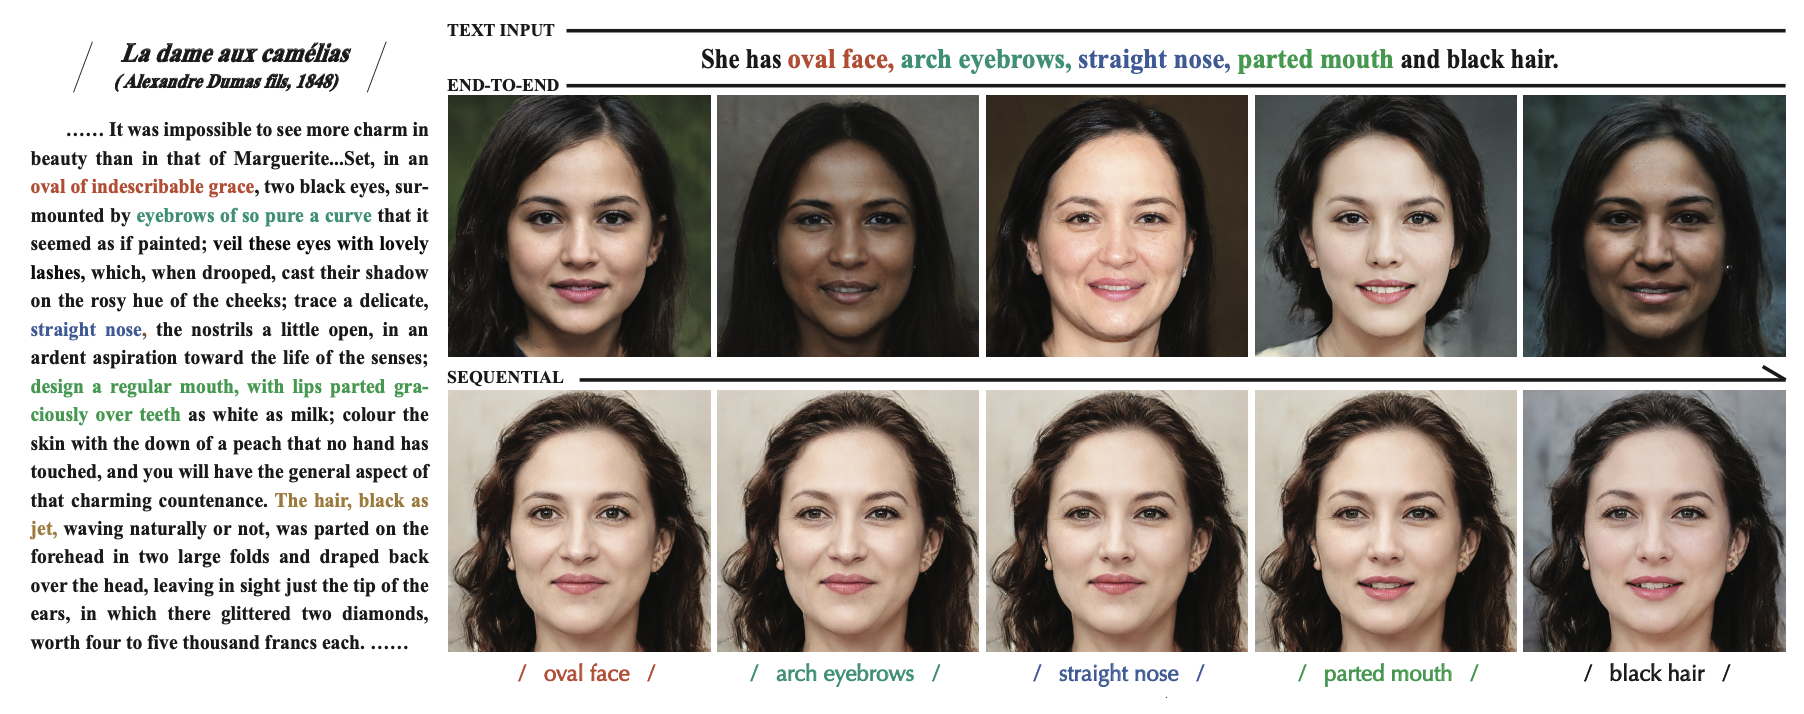 La dame aux camélias
( Alexandre Dumas fils, 1848)
…… It was impossible to see more charm in
beauty than in that of Marguerite...Set, in an
oval of indescribable grace, two black eyes, sur-
mounted by eyebrows of so pure a curve that it
seemed as if painted; veil these eyes with lovely
lashes, which, when drooped, cast their shadow
on the rosy hue of the cheeks; trace a delicate,
straight nose, the nostrils a little open, in an
ardent aspiration toward the life of the senses;
design a regular mouth, with lips parted gra-
ciously over teeth as white as milk; colour the
skin with the down of a peach that no hand has
touched, and you will have the general aspect of
that charming countenance. The hair, black as
jet, waving naturally or not, was parted on the
forehead in two large folds and draped back
over the head, leaving in sight just the tip of the
ears, in which there glittered two diamonds,
worth four to five thousand francs each. ……
TEXT INPUT
She has oval face, arch eyebrows, straight nose, parted mouth and black hair.
END-TO-END
SEQUENTIAL
/ oval face /
/ arch eyebrows /
/ straight nose /
/ parted mouth /
/ black hair /